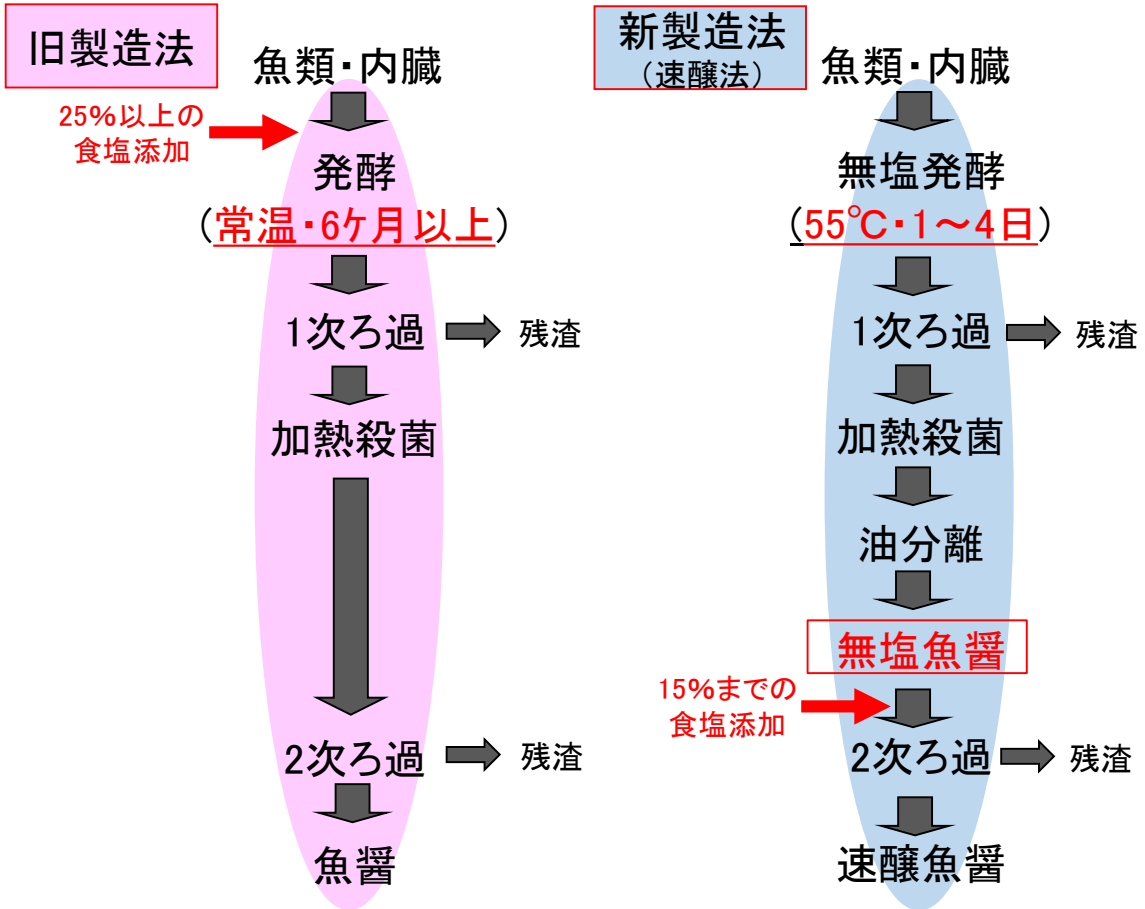 旧製造法
魚類・内臓
25%以上の
食塩添加
発酵
(常温・6ケ月以上)
1次ろ過
残渣
加熱殺菌
2次ろ過
残渣
魚醤
新製造法
(速醸法)
魚類・内臓
無塩発酵
(55℃・1～4日)
1次ろ過
残渣
加熱殺菌
油分離
無塩魚醤
15%までの
食塩添加
2次ろ過
残渣
速醸魚醤